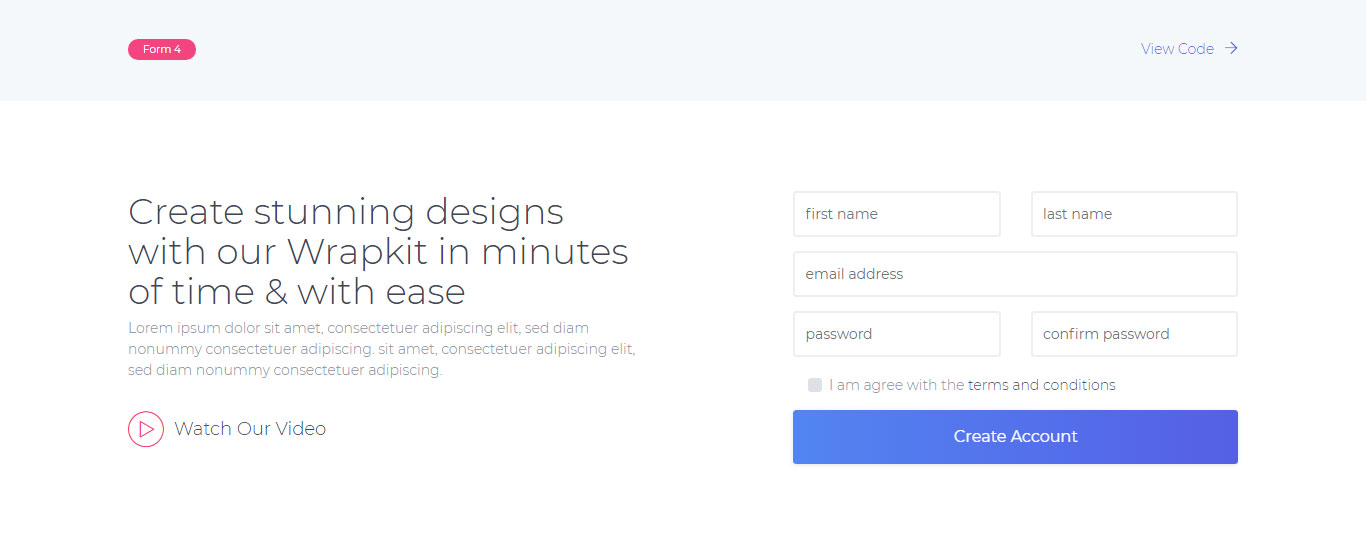 Form 4
View Code
Create stunning designs
with our Wrapkit in minutes
of time & with ease
Lorem ipsum dolor sit amet, consectetuer adipiscing elit, sed diam
nonummy consectetuer adipiscing. sit amet, consectetuer adipiscing elit,
sed diam nonummy consectetuer adipiscing.
Watch Our Video
first name
last name
email address
password
confirm password
I am agree with the terms and conditions
Create Account